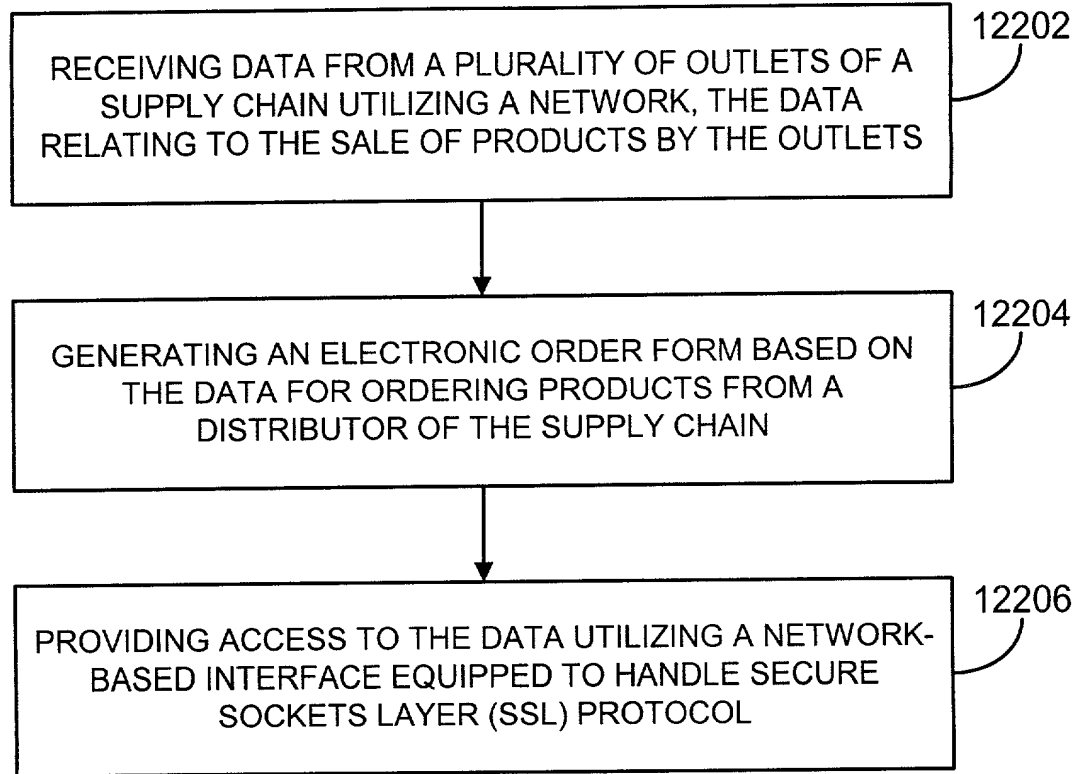 12202
RECEIVING DATA FROM A PLURALITY OF OUTLETS OF A
SUPPLY CHAIN UTILIZING A NETWORK, THE DATA
RELATING TO THE SALE OF PRODUCTS BY THE OUTLETS
12204
GENERATING AN ELECTRONIC ORDER FORM BASED ON
THE DATA FOR ORDERING PRODUCTS FROM A
DISTRIBUTOR OF THE SUPPLY CHAIN
12206
PROVIDING ACCESS TO THE DATA UTILIZING A NETWORK-
BASED INTERFACE EQUIPPED TO HANDLE SECURE
SOCKETS LAYER (SSL) PROTOCOL